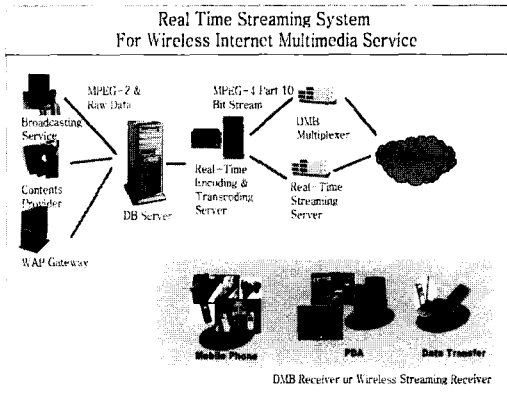 Real Time Streaming System
For Wireless Internet Multimedia Service
MPEG-2 &
Raw Data
MPEG-4 Part 10
Bit Stream
Broadcasting
Service
DMB
Multiplexer
Contents
Provider
DB Server
Real-Time
Encoding &
Transcoding
Server
Real-Time
Streaming
Server
WAP Gateway
Mobile Phone
PDA
Data Transfer
DMB Receiver or Wireless Streaming Receiver